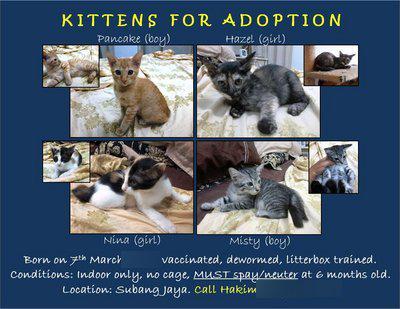 KITTENS FOR ADOPTION
Pancake (boy) Hazel (girl)
Nina (girl) Misty (boy)
Born on 7th March vaccinated, dewormed, litterbox trained.
Conditions: Indoor only, no cage, MUST spay/neuter at 6 months old.
Location: Subang Jaya. Call Hakim